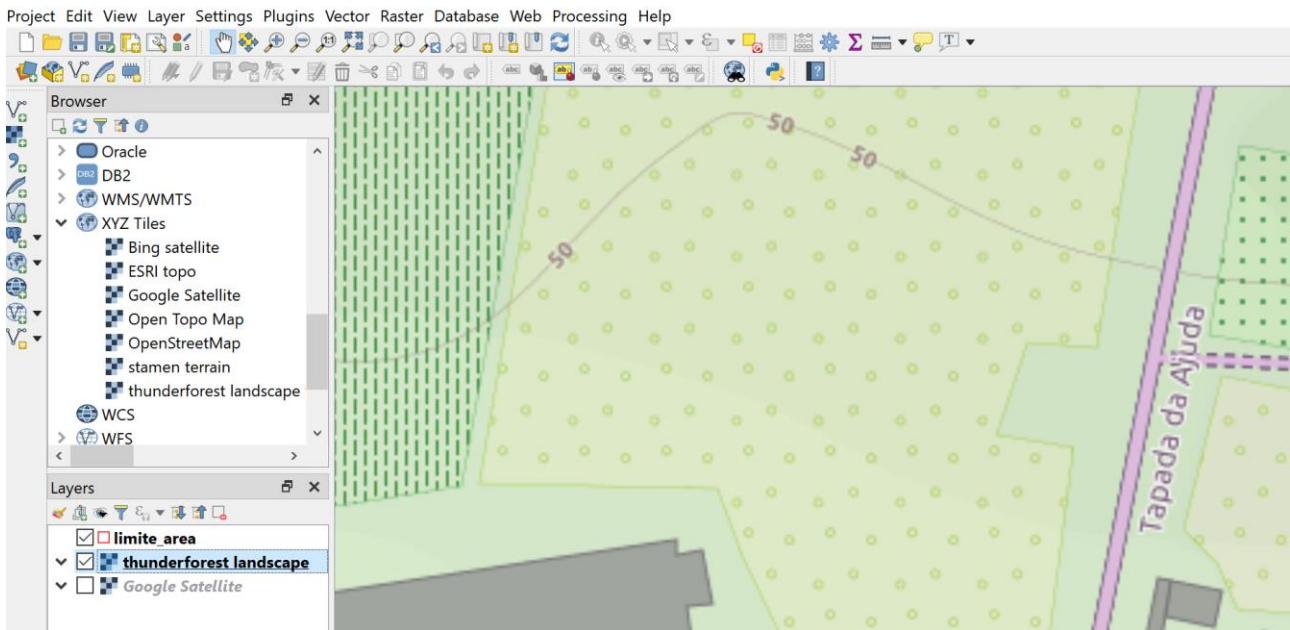 Project Edit View Layer Settings Plugins Vector Raster Database Web Processing Help
Browser
Oracle
DB2 DB2
WMS/WMTS
XYZ Tiles
Bing satellite
ESRI topo
Google Satellite
Open Topo Map
OpenStreetMap
stamen terrain
thunderforest landscape
WCS
WFS
Layers
limite_area
thunderforest landscape
Google Satellite
50
50
50
Tapada da Ajuda